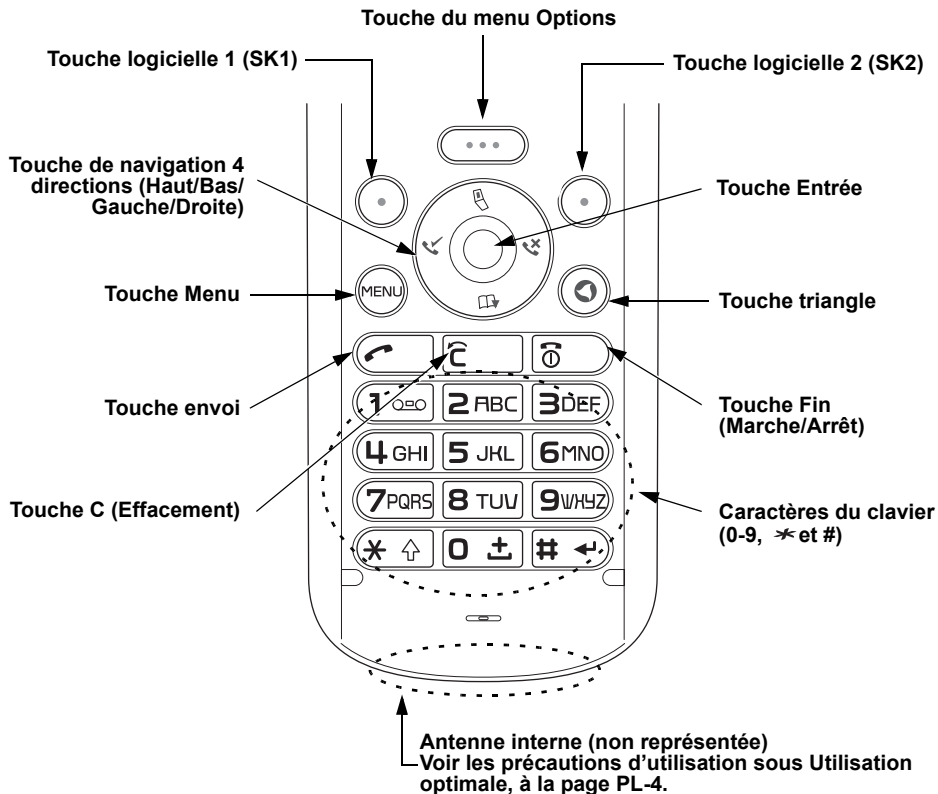 Touche du menu Options
Touche logicielle 1 (SK1)
Touche logicielle 2 (SK2)
Touche de navigation 4
directions (Haut/Bas/
Gauche/Droite)
Touche Entrée
Touche Menu
MENU
Touche triangle
C
Touche envoi
1
2 ABC
3 DEF
Touche Fin
(Marche/Arrêt)
4 GHI
5 JKL
6 MNO
Touche C (Effacement)
7 PQRS
8 TUV
9 WXYZ
Caractères du clavier
(0-9, * et #)
*
0 +
#
Antenne interne (non représentée)
Voir les précautions d’utilisation sous Utilisation
optimale, à la page PL-4.